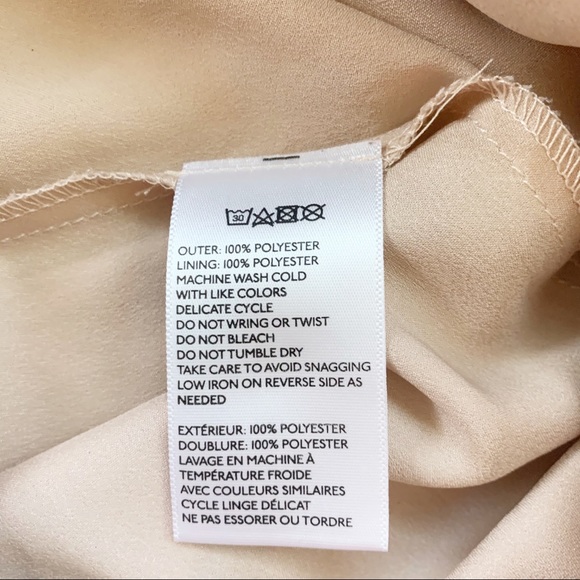 30
OUTER: 100% POLYESTER
LINING: 100% POLYESTER
MACHINE WASH COLD
WITH LIKE COLORS
DELICATE CYCLE
DO NOT WRING OR TWIST
DO NOT BLEACH
DO NOT TUMBLE DRY
TAKE CARE TO AVOID SNAGGING
LOW IRON ON REVERSE SIDE AS
NEEDED
EXTÉRIEUR: 100% POLYESTER
DOUBLURE: 100% POLYESTER
LAVAGE EN MACHINE À
TEMPÉRATURE FROIDE
AVEC COULEURS SIMILAIRES
CYCLE LINGE DÉLICAT
NE PAS ESSORER OU TORDRE